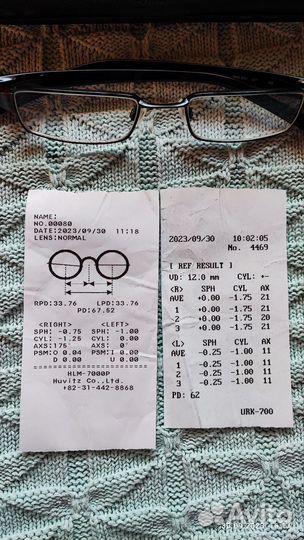 NAME:
NO.00080
DATE:2023/09/30 11:18
LENS:NORMAL
RPD:33.76 LPD:33.76
PD:67.52
<RIGHT> <LEFT>
SPH: -0.75 SPH: -1.00
CYL: -1.25 CYL: 0.00
AXS:175 AXS: 0
PSM:O 0.04 PSM:I 0.00
D 0.00 U 0.00
HLM-7000P
Huvitz Co.,Ltd.
+82-31-442-8868
2023/09/30 10:02:05
No. 4469
[ REF RESULT ]
VD: 12.0 mm CYL: +-
<R> SPH CYL AX
AVE +0.00 -1.75 21
1 +0.00 -1.75 21
2 +0.00 -1.75 20
3 +0.00 -1.75 21
<L> SPH CYL AX
AVE -0.25 -1.00 11
1 -0.25 -1.00 11
2 -0.25 -1.00 11
3 -0.25 -1.00 11
PD: 62
URK-700
Avito